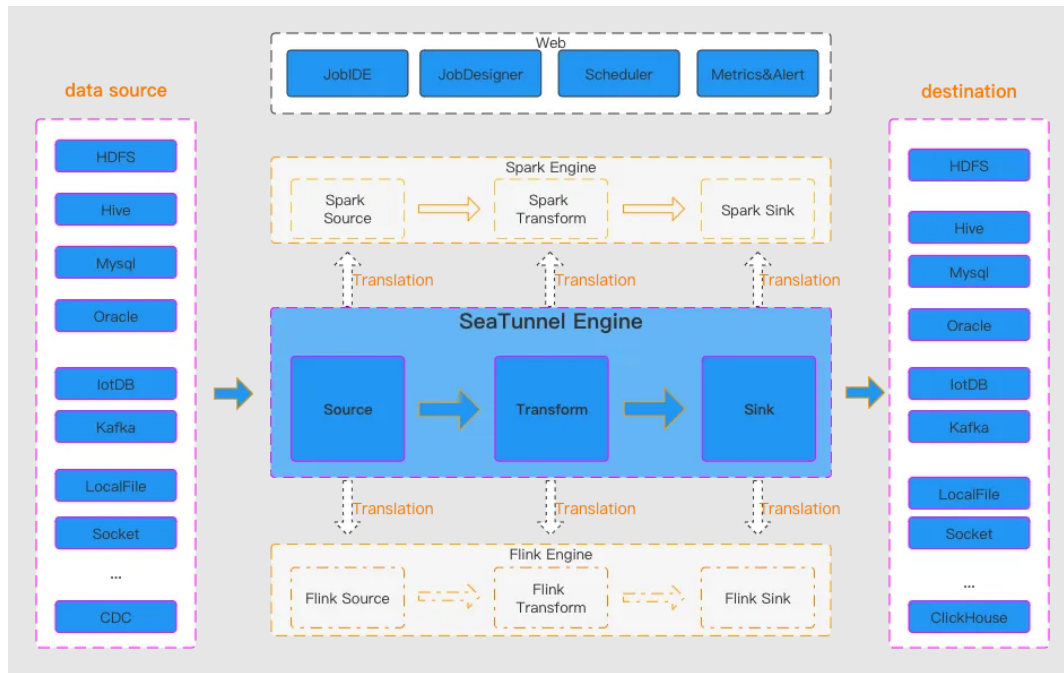 Web
JobIDE
JobDesigner
Scheduler
Metrics&Alert
data source
HDFS
Hive
Mysql
Oracle
IotDB
Kafka
LocalFile
Socket
...
CDC
Spark Engine
Spark
Source
Spark
Transform
Spark Sink
Translation
Translation
Translation
SeaTunnel Engine
Source
Transform
Sink
Translation
Translation
Translation
Flink Engine
Flink Source
Flink
Transform
Flink Sink
destination
HDFS
Hive
Mysql
Oracle
IotDB
Kafka
LocalFile
Socket
...
ClickHouse